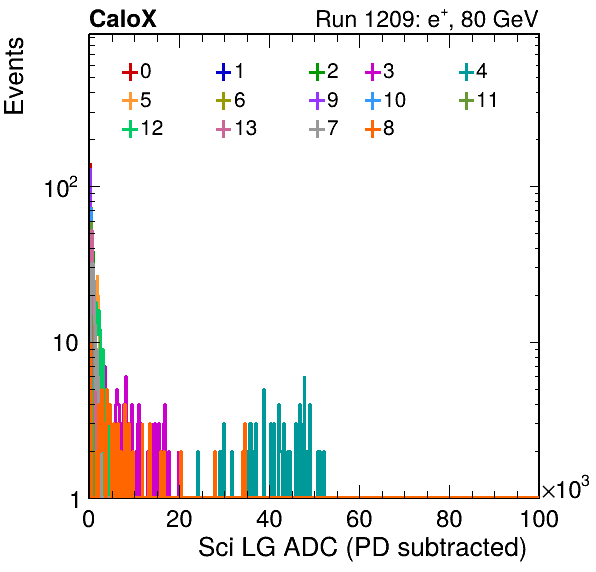 CaloX Run 1209: e⁺, 80 GeV
Events
0 1 2 3 4
5 6 9 10 11
12 13 7 8
10²
10
1
0 20 40 60 80 100
×10³
Sci LG ADC (PD subtracted)